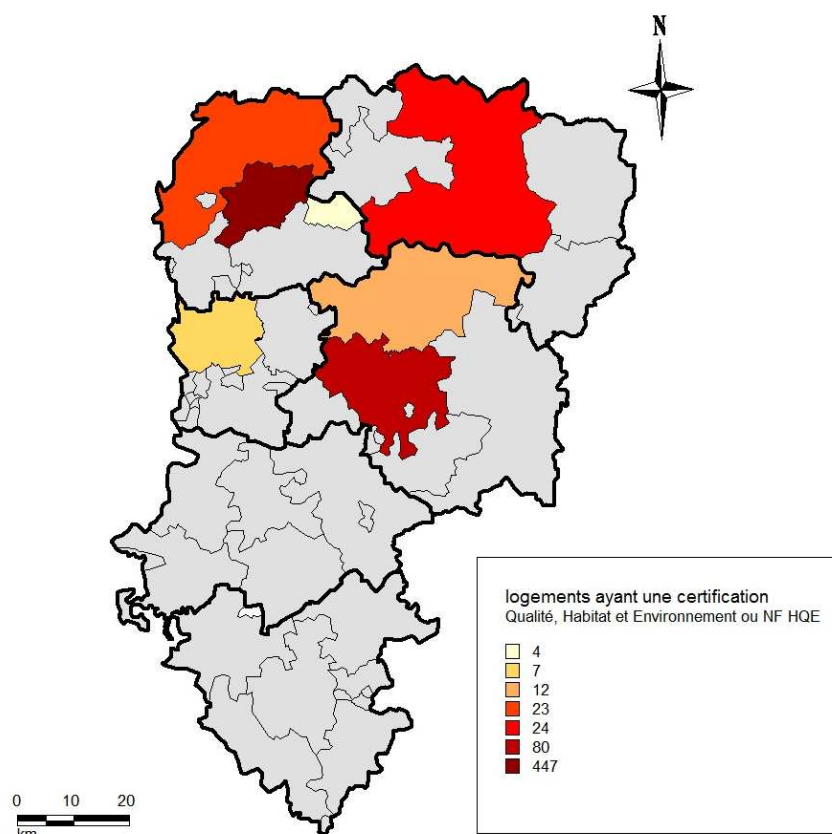 N
logements ayant une certification
Qualité, Habitat et Environnement ou NF HQE
4
7
12
23
24
80
447
0 10 20
km